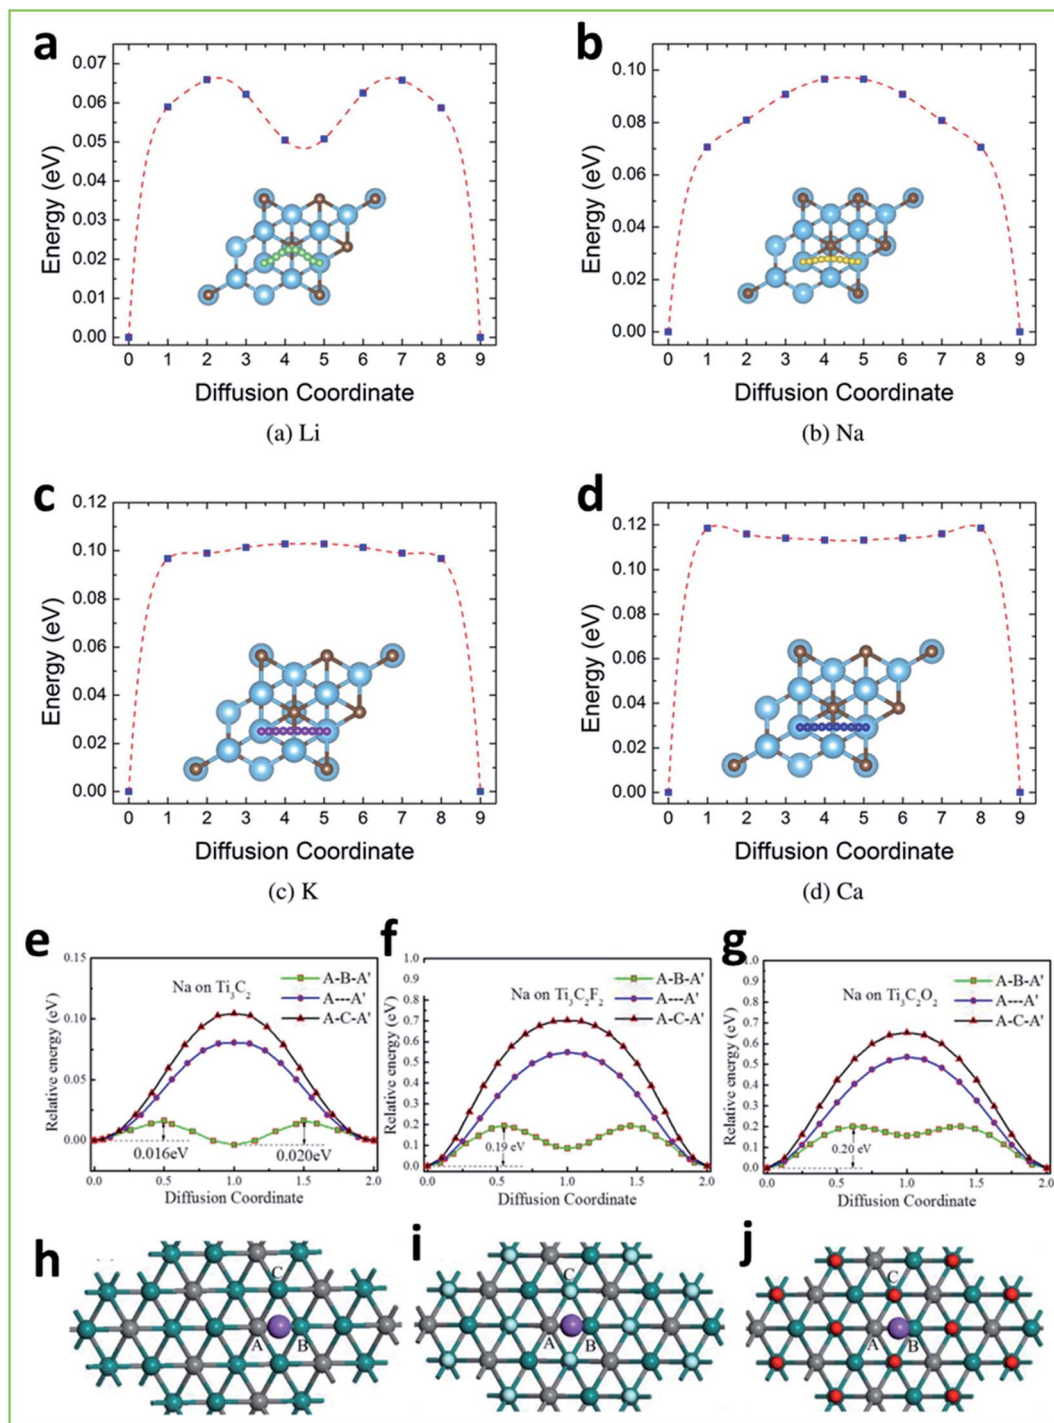 a
0.07
0.06
0.05
0.04
0.03
0.02
0.01
0.00
Energy (eV)
0 1 2 3 4 5 6 7 8 9
Diffusion Coordinate
(a) Li
b
0.10
0.08
0.06
0.04
0.02
0.00
Energy (eV)
0 1 2 3 4 5 6 7 8 9
Diffusion Coordinate
(b) Na
c
0.12
0.10
0.08
0.06
0.04
0.02
0.00
Energy (eV)
0 1 2 3 4 5 6 7 8 9
Diffusion Coordinate
(c) K
d
0.12
0.10
0.08
0.06
0.04
0.02
0.00
Energy (eV)
0 1 2 3 4 5 6 7 8 9
Diffusion Coordinate
(d) Ca
e
0.15
0.10
0.05
0.00
Relative energy (eV)
Na on Ti₃C₂
A-B-A'
A---A'
A-C-A'
0.016eV
0.020eV
0.0 0.5 1.0 1.5 2.0
Diffusion Coordinate
f
1.0
0.9
0.8
0.7
0.6
0.5
0.4
0.3
0.2
0.1
0.0
Relative energy (eV)
Na on Ti₃C₂F₂
A-B-A'
A---A'
A-C-A'
0.19 eV
0.0 0.5 1.0 1.5 2.0
Diffusion Coordinate
g
1.0
0.9
0.8
0.7
0.6
0.5
0.4
0.3
0.2
0.1
0.0
Relative energy (eV)
Na on Ti₃C₂O₂
A-B-A'
A---A'
A-C-A'
0.20 eV
0.0 0.5 1.0 1.5 2.0
Diffusion Coordinate
h
C
A B
i
C
A B
j
C
A B